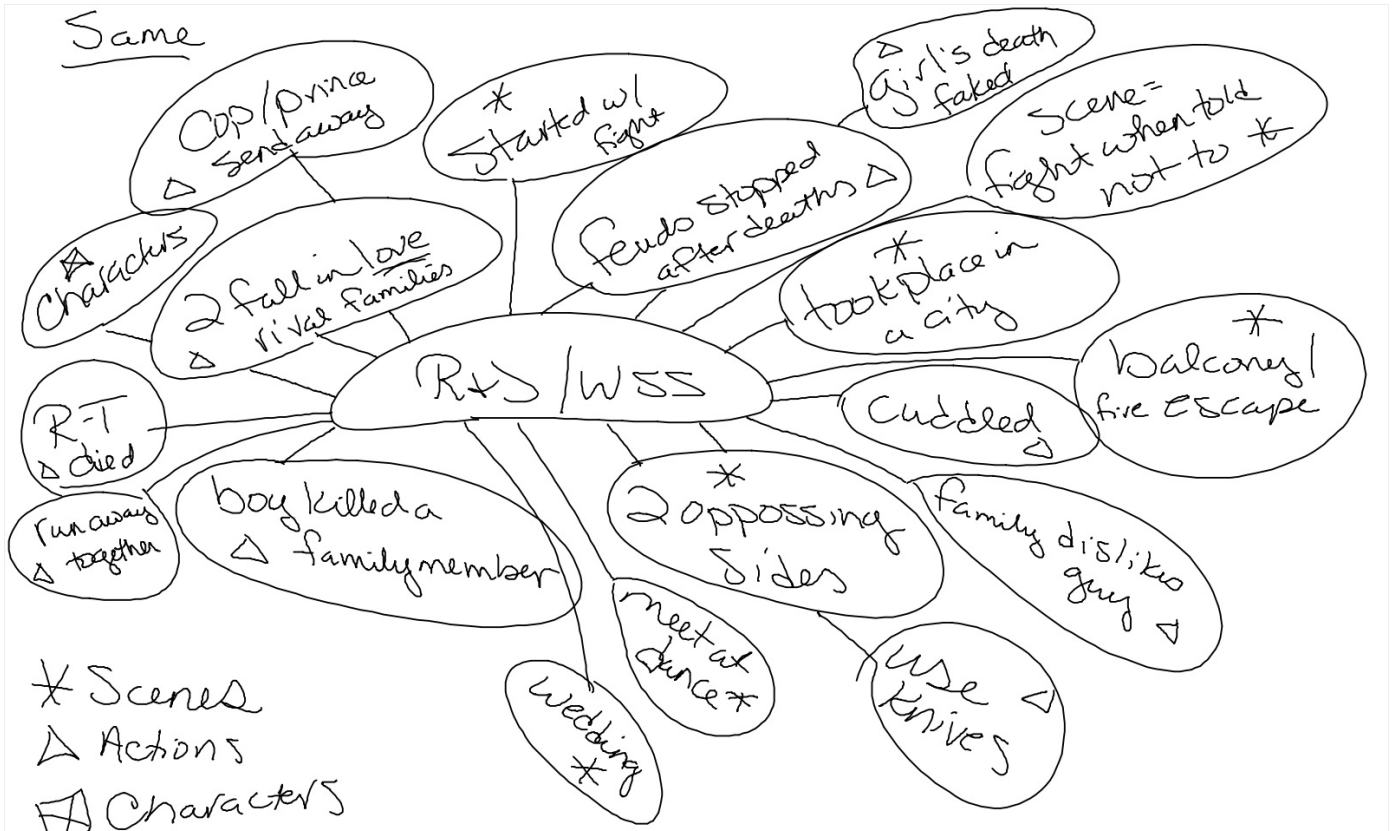 Same
Cop/prince
send away
Started w/
fight
girl's death
faked
Scene=
fight when told
not to
Characters
2 fall in love
rival families
feuds stopped
after deaths
took place in
a city
R+J/WSS
balcony/
fire escape
Cuddled
R-T
died
run away
together
boy killed a
family member
2 oppossing
sides
family dislikes
guy
meet at
dance
wedding
use
knives
Scenes
Actions
Characters